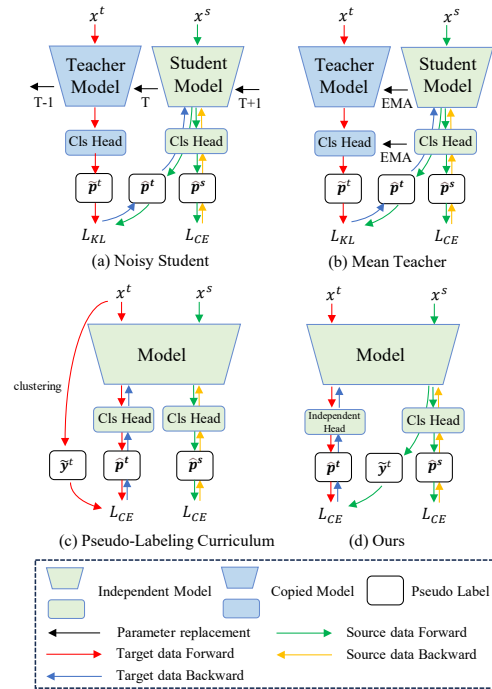 x^t x^s
Teacher Model Student Model
T-1 T T+1
Cls Head Cls Head
p̃^t p̂^t p̂^s
L_KL L_CE
(a) Noisy Student
x^t x^s
Teacher Model Student Model
EMA
Cls Head EMA Cls Head
p̃^t p̂^t p̂^s
L_KL L_CE
(b) Mean Teacher
x^t x^s
Model
clustering
Cls Head Cls Head
ỹ^t p̂^t p̂^s
L_CE L_CE
(c) Pseudo-Labeling Curriculum
x^t x^s
Model
Independent Head Cls Head
p̂^t ỹ^t p̂^s
L_CE L_CE
(d) Ours
Independent Model Copied Model Pseudo Label
Parameter replacement Source data Forward
Target data Forward Source data Backward
Target data Backward